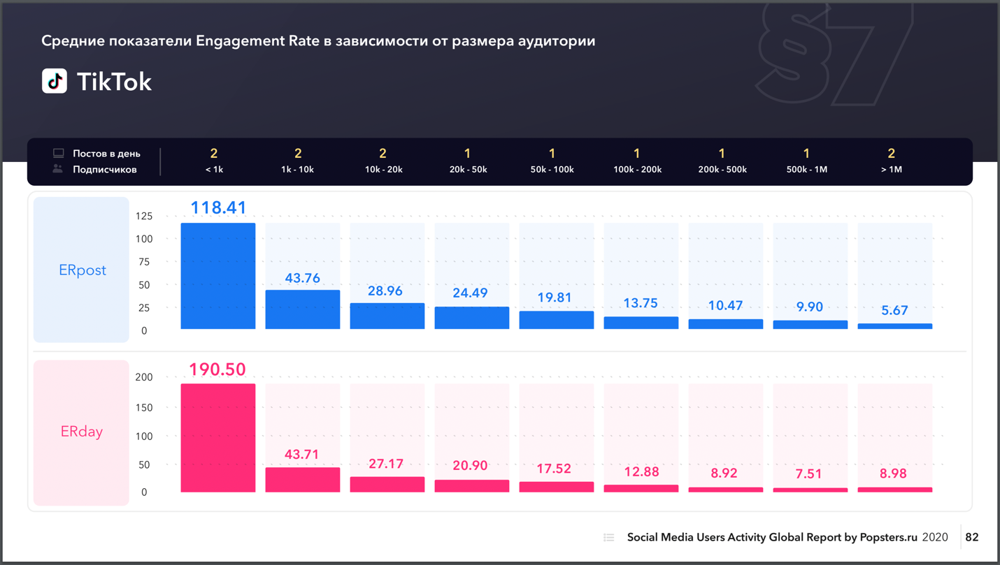 Средние показатели Engagement Rate в зависимости от размера аудитории
TikTok
Постов в день 2 2 2 1 1 1 1 1 2
Подписчиков < 1k 1k - 10k 10k - 20k 20k - 50k 50k - 100k 100k - 200k 200k - 500k 500k - 1M > 1M
ERpost
125
100
75
50
25
0
118.41 43.76 28.96 24.49 19.81 13.75 10.47 9.90 5.67
ERday
200
150
100
50
0
190.50 43.71 27.17 20.90 17.52 12.88 8.92 7.51 8.98
Social Media Users Activity Global Report by Popsters.ru 2020 82